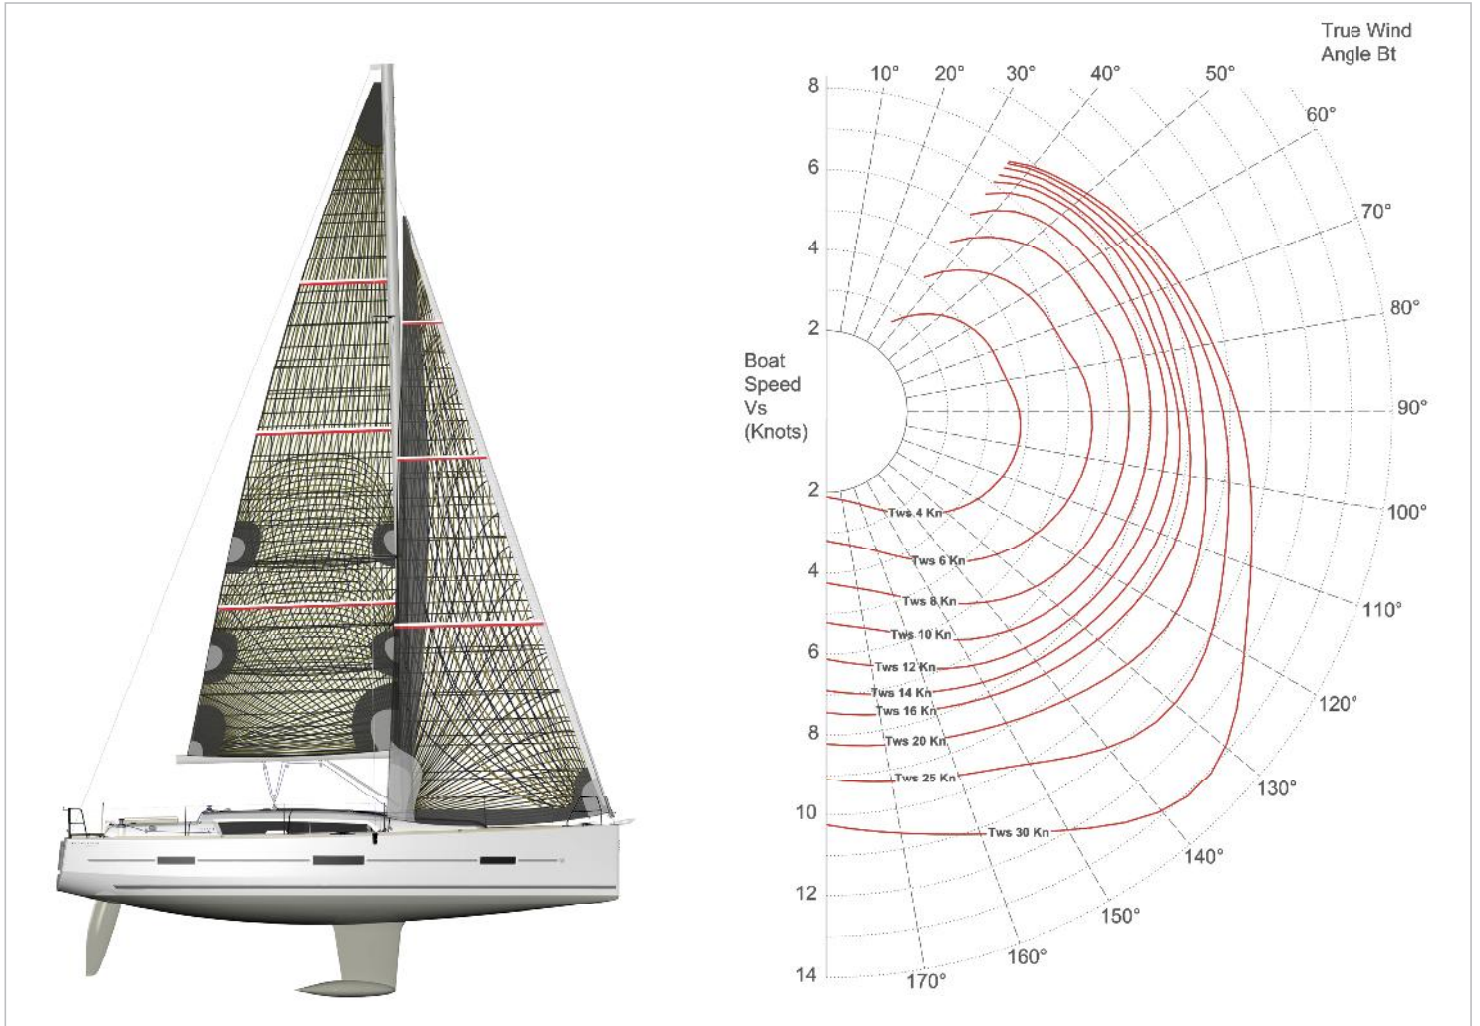 True Wind
Angle Bt
10°
20°
30°
40°
50°
60°
70°
80°
90°
100°
110°
120°
130°
140°
150°
160°
170°
8
6
4
2
Boat
Speed
Vs
(Knots)
2
4
6
8
10
12
14
Tws 4 Kn
Tws 6 Kn
Tws 8 Kn
Tws 10 Kn
Tws 12 Kn
Tws 14 Kn
Tws 16 Kn
Tws 20 Kn
Tws 25 Kn
Tws 30 Kn